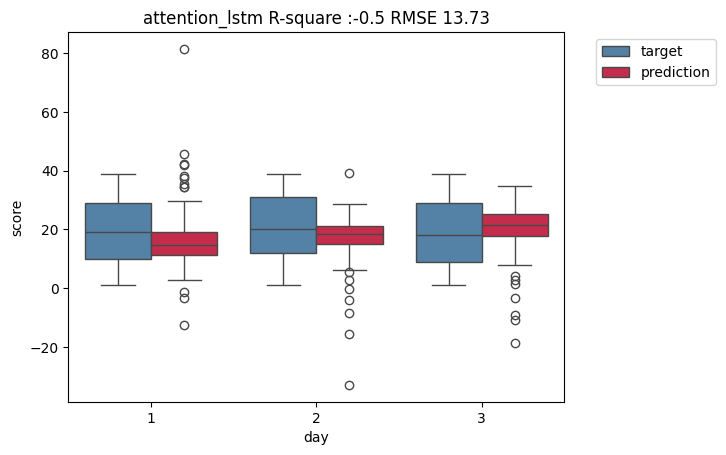 attention_lstm R-square :-0.5 RMSE 13.73
target
prediction
score
80
60
40
20
0
−20
1
2
3
day